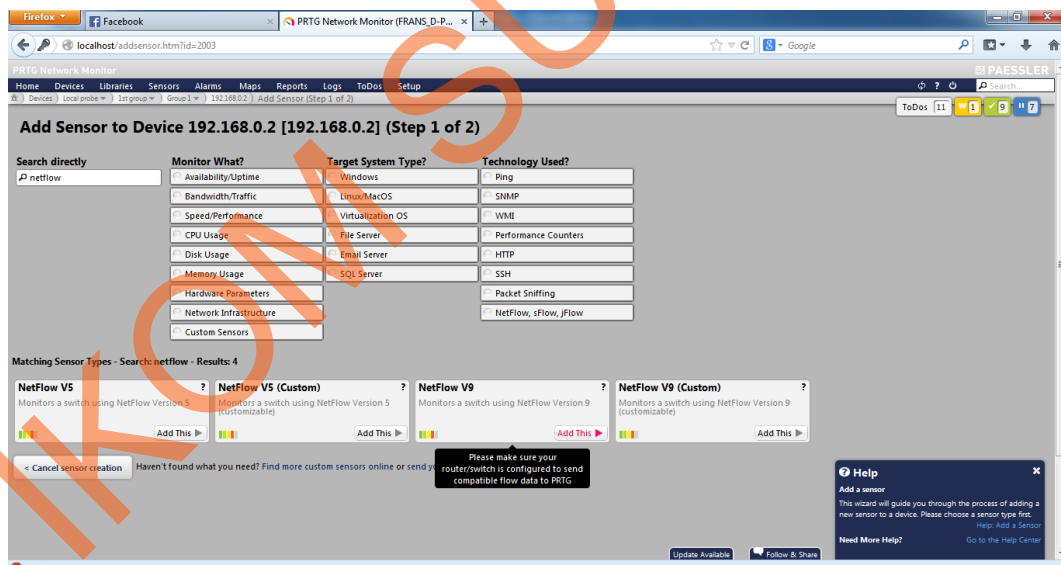 Firefox
Facebook
PRTG Network Monitor (FRANS_D-P...
localhost/addsensor.htm?id=2003
Google
PRTG Network Monitor
PAESSLER
Home Devices Libraries Sensors Alarms Maps Reports Logs ToDos Setup
Search...
Devices Local probe 1st group Group 1 192.168.0.2 Add Sensor (Step 1 of 2)
ToDos 11 W 1 9 7
Add Sensor to Device 192.168.0.2 [192.168.0.2] (Step 1 of 2)
Search directly
netflow
Monitor What?
Availability/Uptime
Bandwidth/Traffic
Speed/Performance
CPU Usage
Disk Usage
Memory Usage
Hardware Parameters
Network Infrastructure
Custom Sensors
Target System Type?
Windows
Linux/MacOS
Virtualization OS
File Server
Email Server
SQL Server
Technology Used?
Ping
SNMP
WMI
Performance Counters
HTTP
SSH
Packet Sniffing
NetFlow, sFlow, jFlow
Matching Sensor Types - Search: netflow - Results: 4
NetFlow V5 ?
Monitors a switch using NetFlow Version 5
Add This
NetFlow V5 (Custom) ?
Monitors a switch using NetFlow Version 5
(customizable)
Add This
NetFlow V9 ?
Monitors a switch using NetFlow Version 9
Add This
NetFlow V9 (Custom) ?
Monitors a switch using NetFlow Version 9
(customizable)
Add This
Please make sure your
router/switch is configured to send
compatible flow data to PRTG
< Cancel sensor creation
Haven't found what you need? Find more custom sensors online or send
Help
Add a sensor
This wizard will guide you through the process of adding a
new sensor to a device. Please choose a sensor type first.
Help: Add a Sensor
Need More Help? Go to the Help Center
Update Available
Follow & Share
IKOM SU